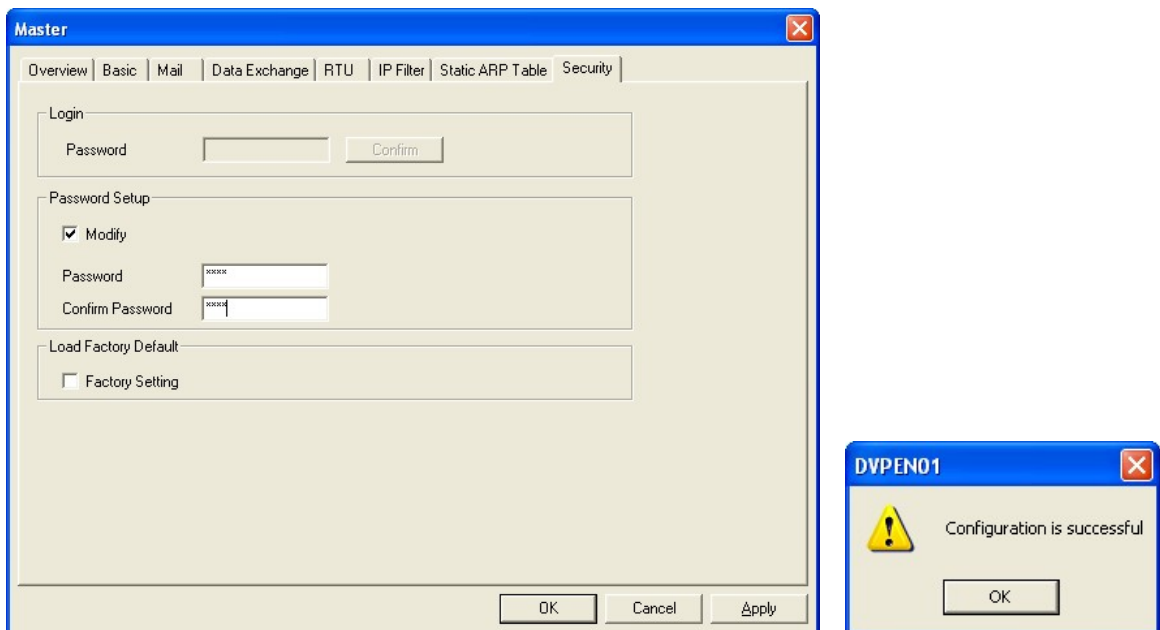 Master
Overview Basic Mail Data Exchange RTU IP Filter Static ARP Table Security
Login
Password Confirm
Password Setup
Modify
Password ****
Confirm Password ****
Load Factory Default
Factory Setting
OK Cancel Apply
DVPEN01
Configuration is successful
OK